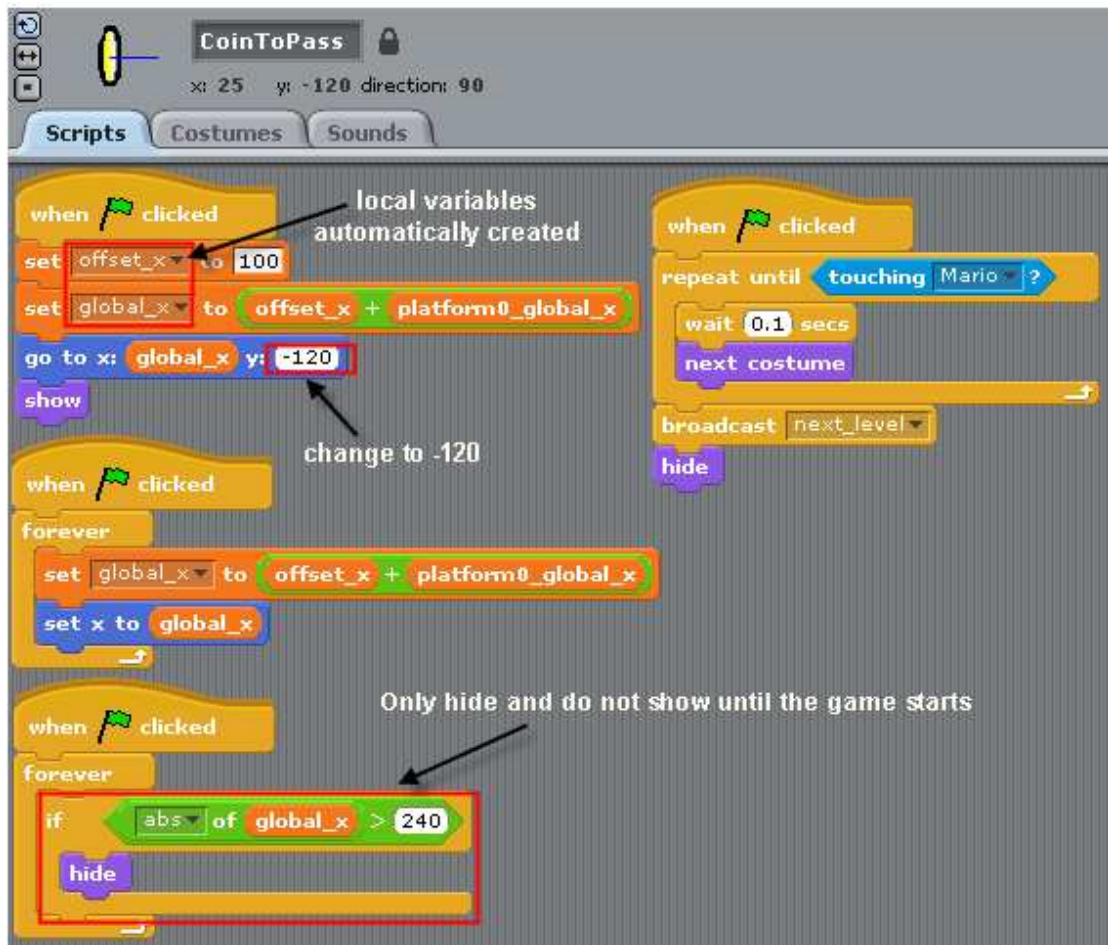 CoinToPass
x: 25 y: -120 direction: 90
Scripts Costumes Sounds
when clicked
set offset_x to 100
set global_x to offset_x + platform0_global_x
go to x: global_x y: -120
show
local variables
automatically created
change to -120
when clicked
forever
set global_x to offset_x + platform0_global_x
set x to global_x
when clicked
forever
if abs of global_x > 240
hide
Only hide and do not show until the game starts
when clicked
repeat until touching Mario ?
wait 0.1 secs
next costume
broadcast next_level
hide